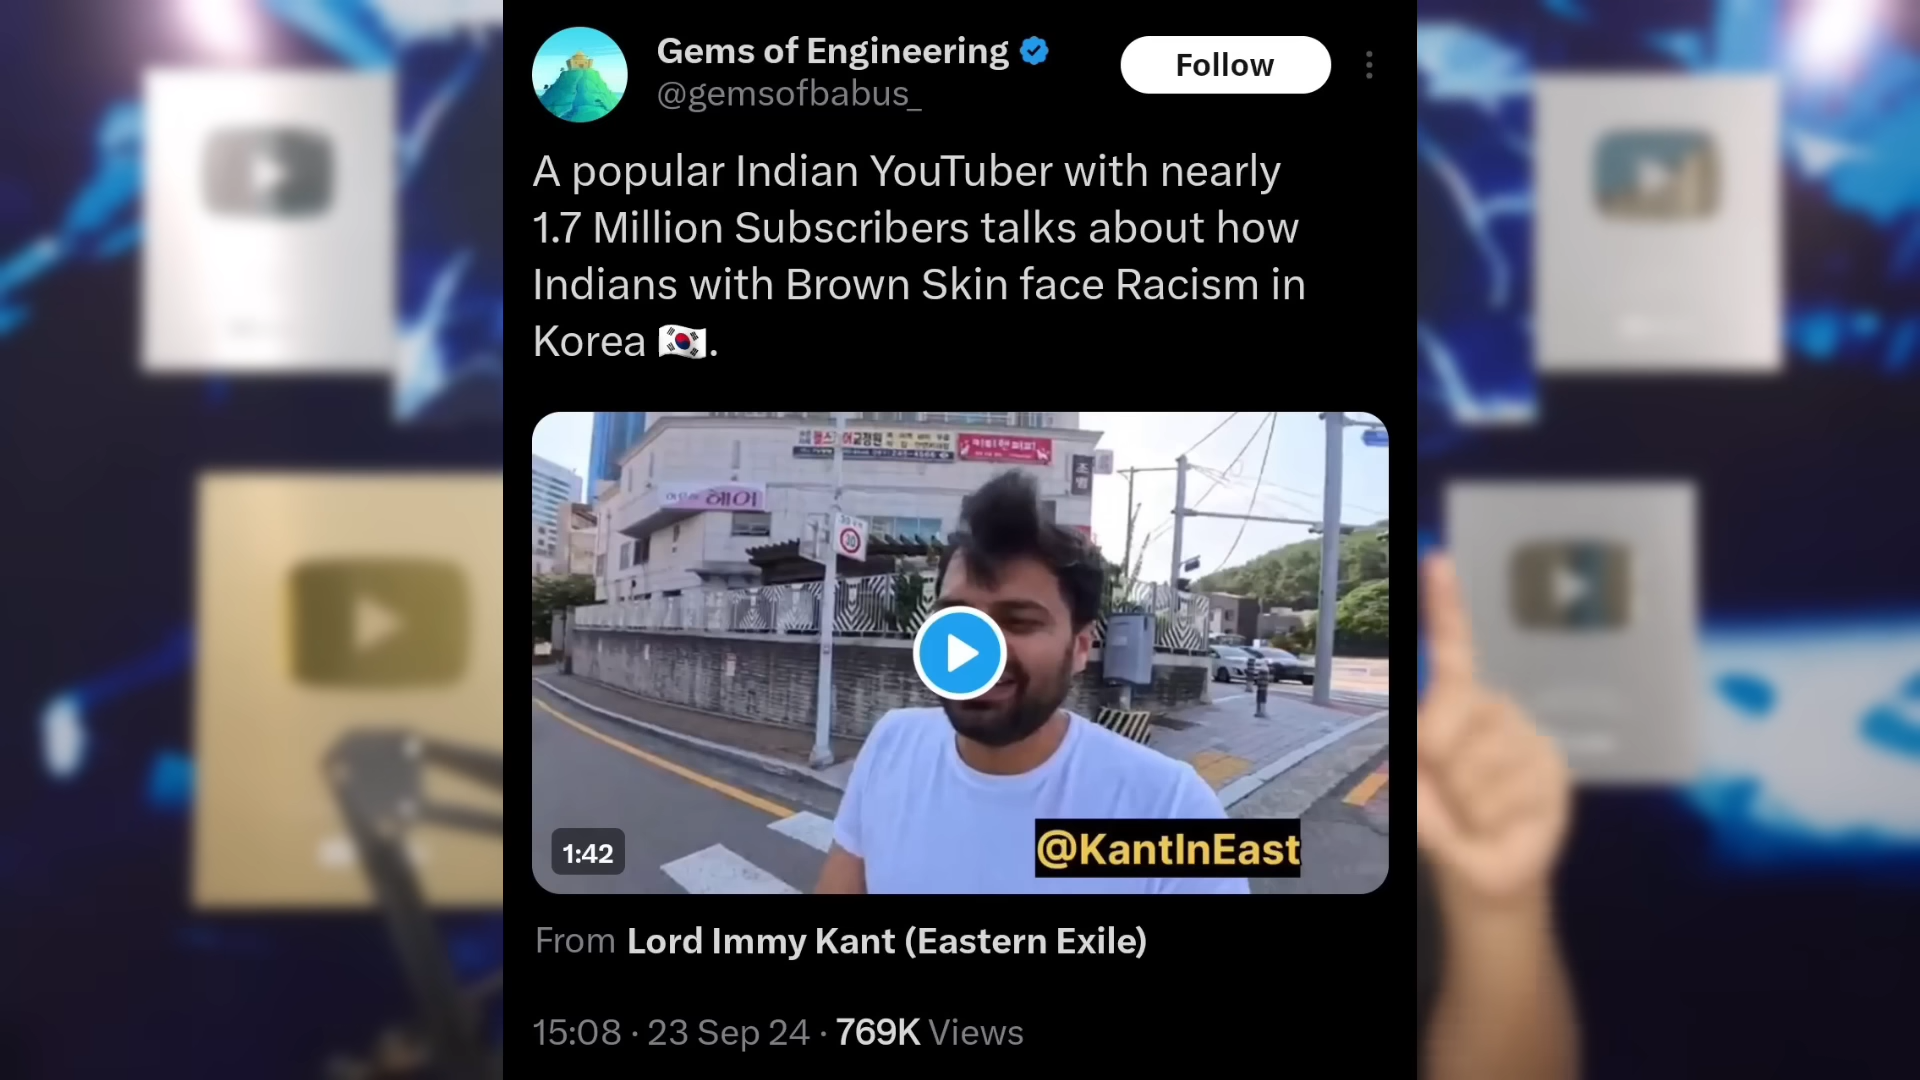 Gems of Engineering
@gemsofbabus_
Follow
A popular Indian YouTuber with nearly
1.7 Million Subscribers talks about how
Indians with Brown Skin face Racism in
Korea 🇰🇷.
헤어
30
1:42
@KantInEast
From Lord Immy Kant (Eastern Exile)
15:08 · 23 Sep 24 · 769K Views